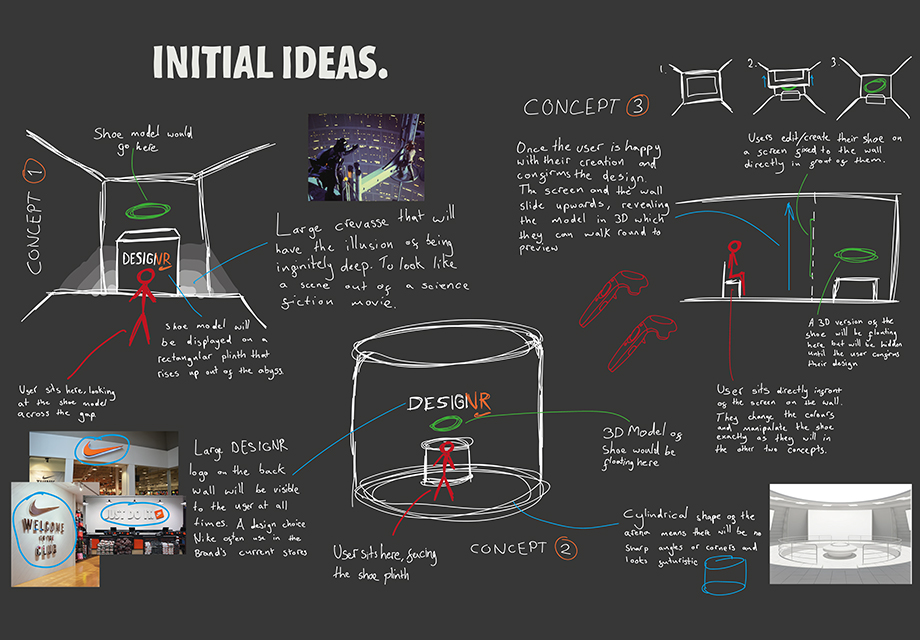 INITIAL IDEAS.
CONCEPT 1
Shoe model would
go here
DESIGNR
Large crevasse that will
have the illusion of being
infinitely deep. To look like
a scene out of a science
fiction movie.
Shoe model will
be displayed on a
rectangular plinth that
rises up out of the abyss.
User sits here, looking
at the shoe model
across the gap.
WELCOME
TO THE
CLUB
JUST DO IT
Large DESIGNR
logo on the back
wall will be visible
to the user at all
times. A design choice
Nike often use in the
Brand's current stores
DESIGNR
3D Model of
shoe would be
floating here
User sits here, facing
the shoe plinth
CONCEPT 2
Cylindrical shape of the
arena means there will be no
sharp angles or corners and
looks futuristic
CONCEPT 3
1.
2.
3.
Once the user is happy
with their creation and
confirms the design.
The screen and the wall
slide upwards, revealing
the model in 3D which
they can walk round to
preview
Users edit/create their shoe on
a screen fixed to the wall
directly in front of them.
A 3D version of the
shoe will be floating
here but will be hidden
until the user confirms
their design
User sits directly infront
of the screen on the wall.
They change the colours
and manipulate the shoe
exactly as they will in
the other two concepts.